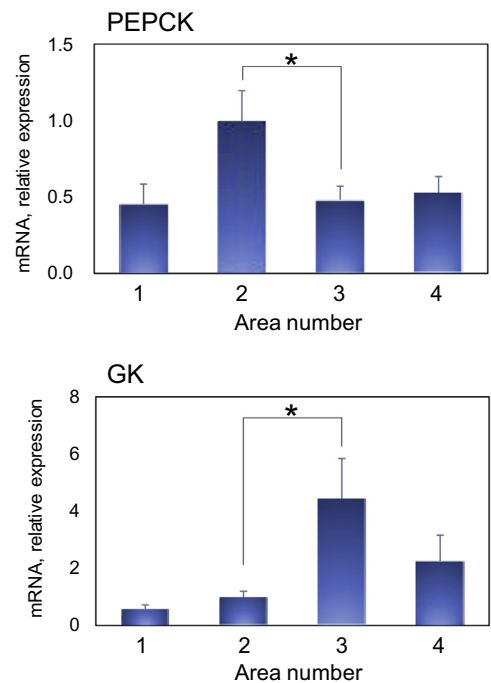 PEPCK
mRNA, relative expression
1.5
1.0
0.5
0.0
*
1 2 3 4
Area number
GK
mRNA, relative expression
8
6
4
2
0
*
1 2 3 4
Area number